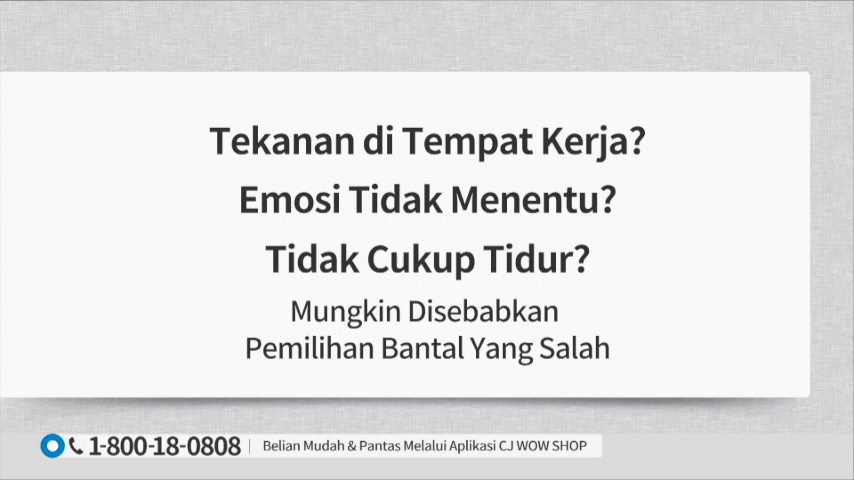 Tekanan di Tempat Kerja?
Emosi Tidak Menentu?
Tidak Cukup Tidur?
Mungkin Disebabkan
Pemilihan Bantal Yang Salah
1-800-18-0808 | Belian Mudah & Pantas Melalui Aplikasi CJ WOW SHOP